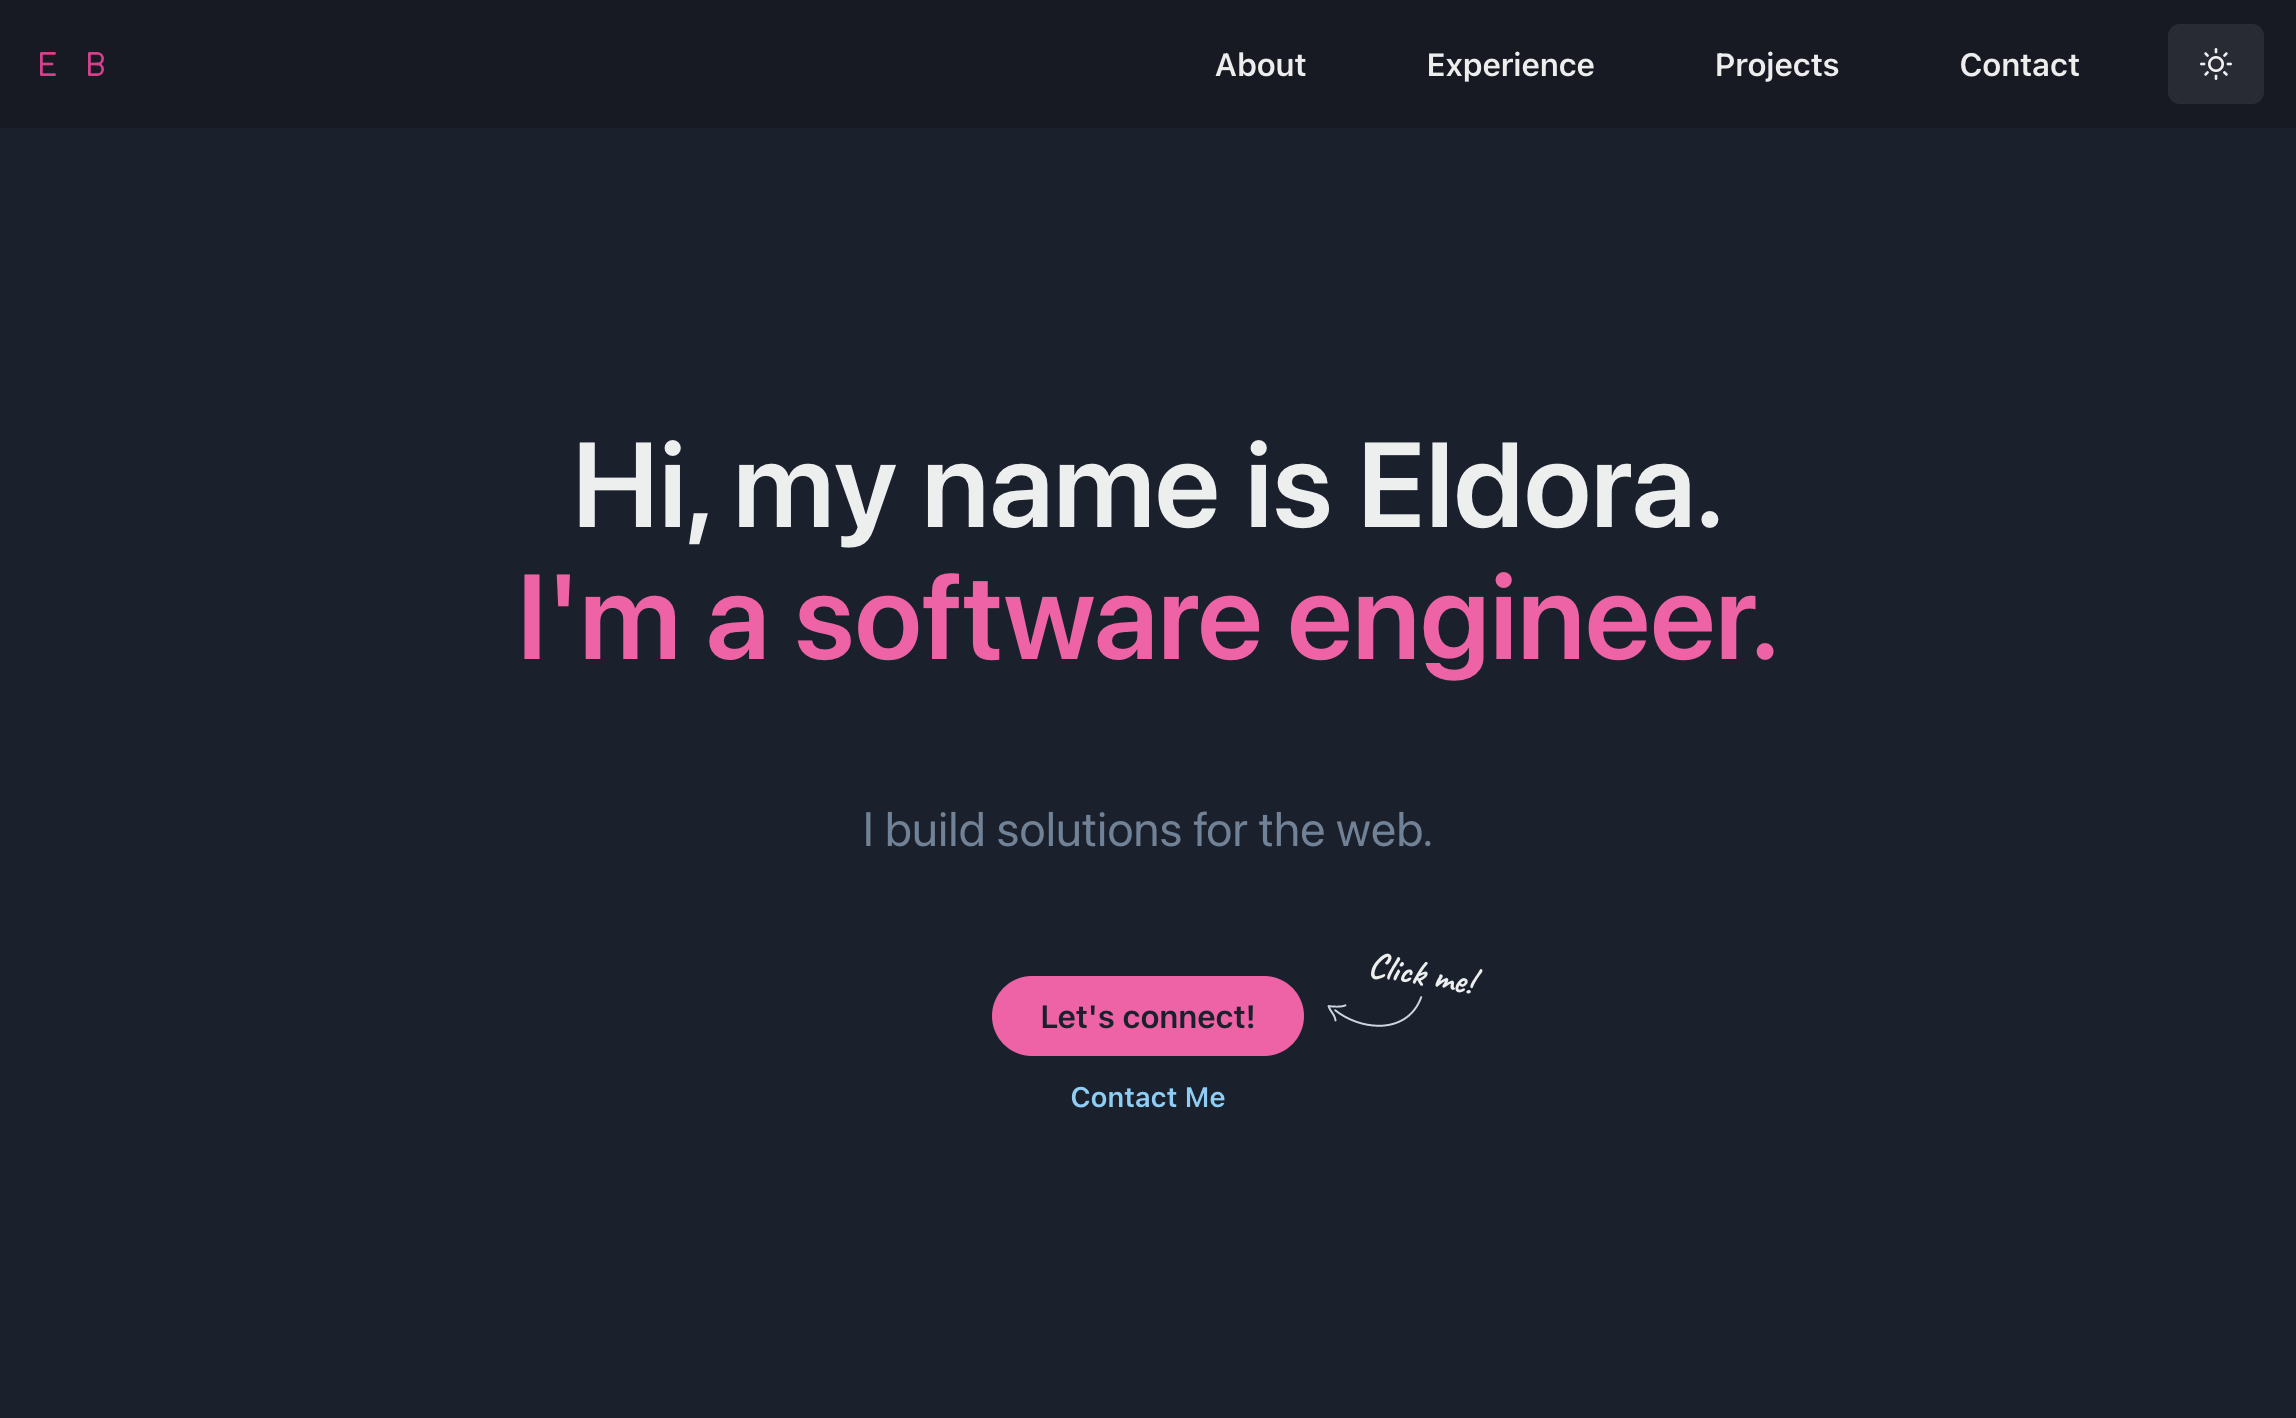 E B
About Experience Projects Contact
Hi, my name is Eldora.
I'm a software engineer.
I build solutions for the web.
Click me!
Let's connect!
Contact Me